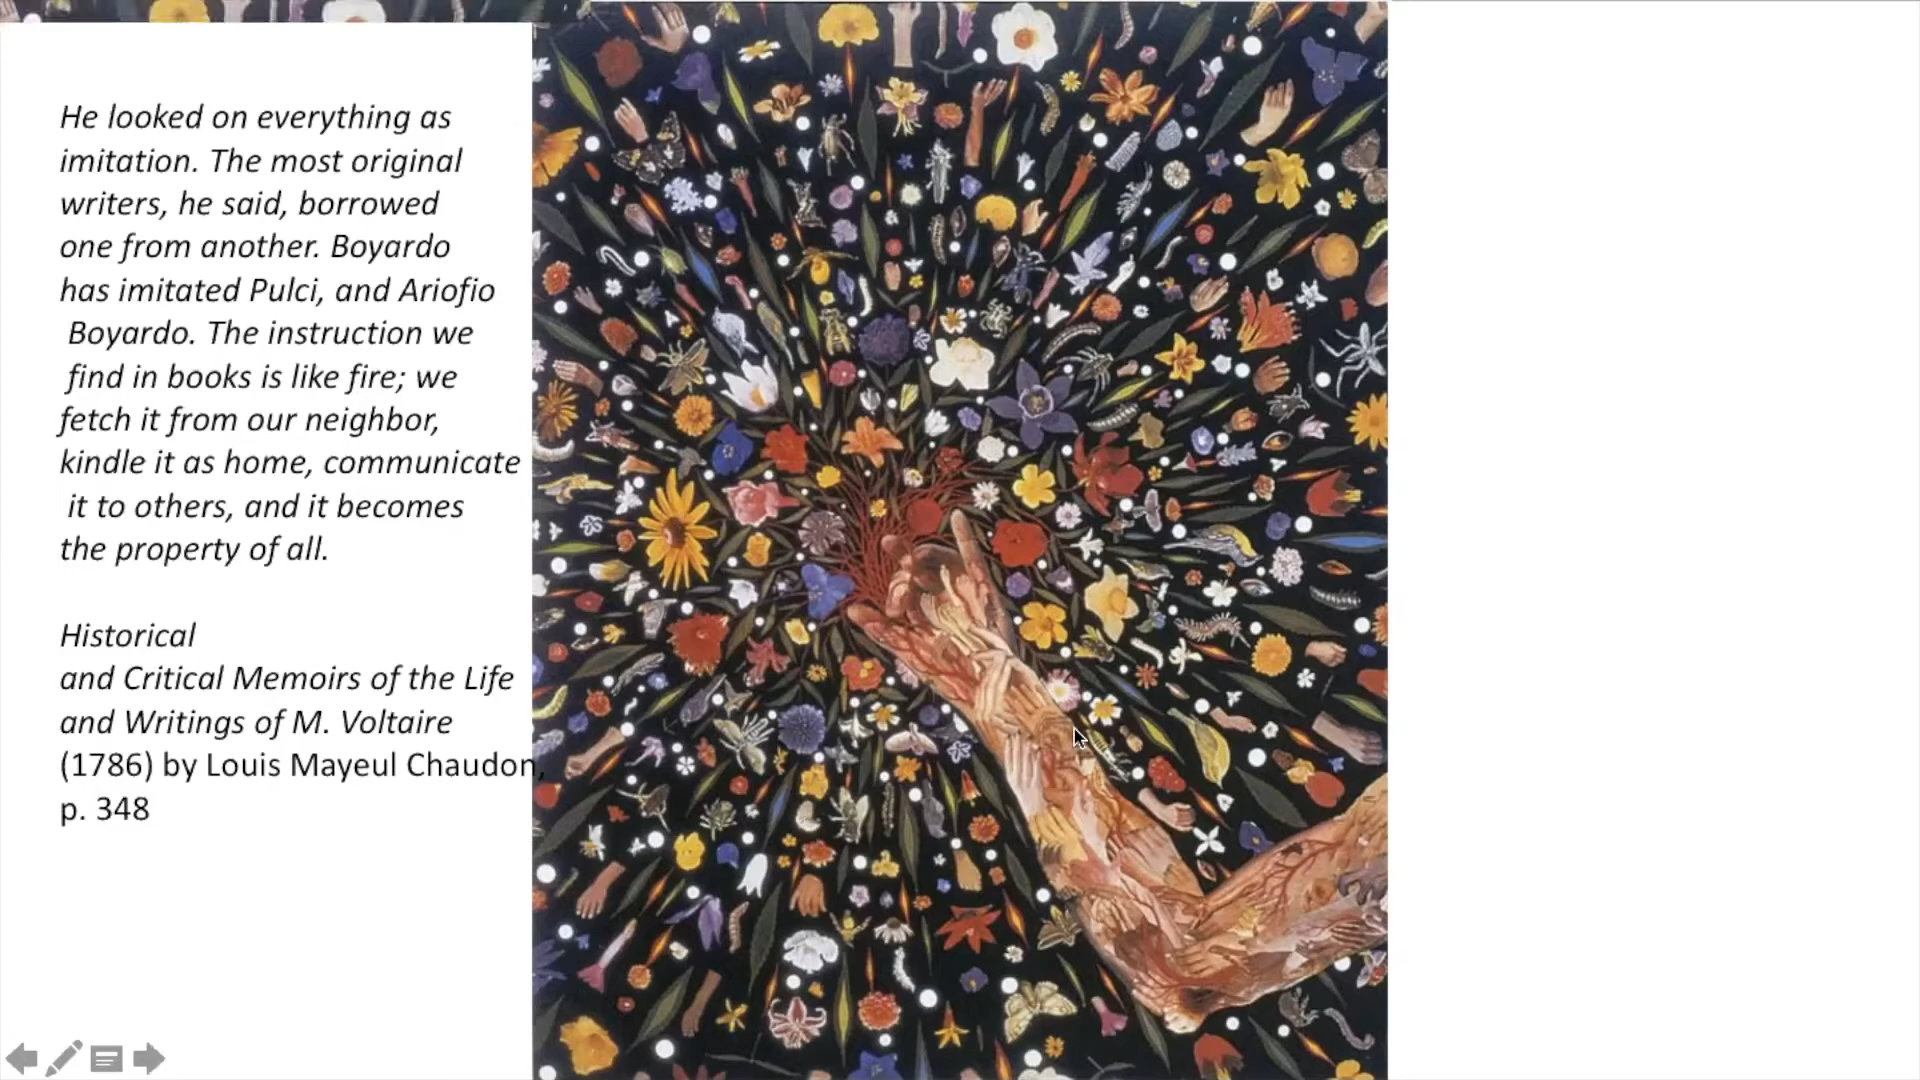 He looked on everything as
imitation. The most original
writers, he said, borrowed
one from another. Boyardo
has imitated Pulci, and Ariofio
Boyardo. The instruction we
find in books is like fire; we
fetch it from our neighbor,
kindle it as home, communicate
it to others, and it becomes
the property of all.
Historical
and Critical Memoirs of the Life
and Writings of M. Voltaire
(1786) by Louis Mayeul Chaudon,
p. 348